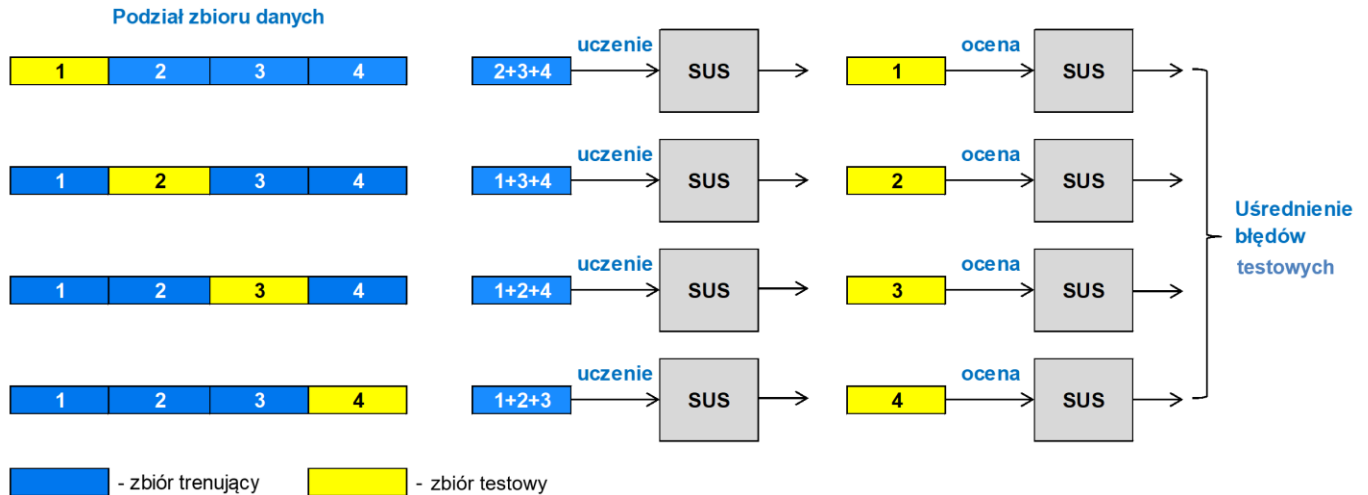 Podział zbioru danych
1 2 3 4 2+3+4 uczenie SUS 1 ocena SUS
1 2 3 4 1+3+4 uczenie SUS 2 ocena SUS
Uśrednienie
błędów
testowych
1 2 3 4 1+2+4 uczenie SUS 3 ocena SUS
1 2 3 4 1+2+3 uczenie SUS 4 ocena SUS
- zbiór trenujący - zbiór testowy